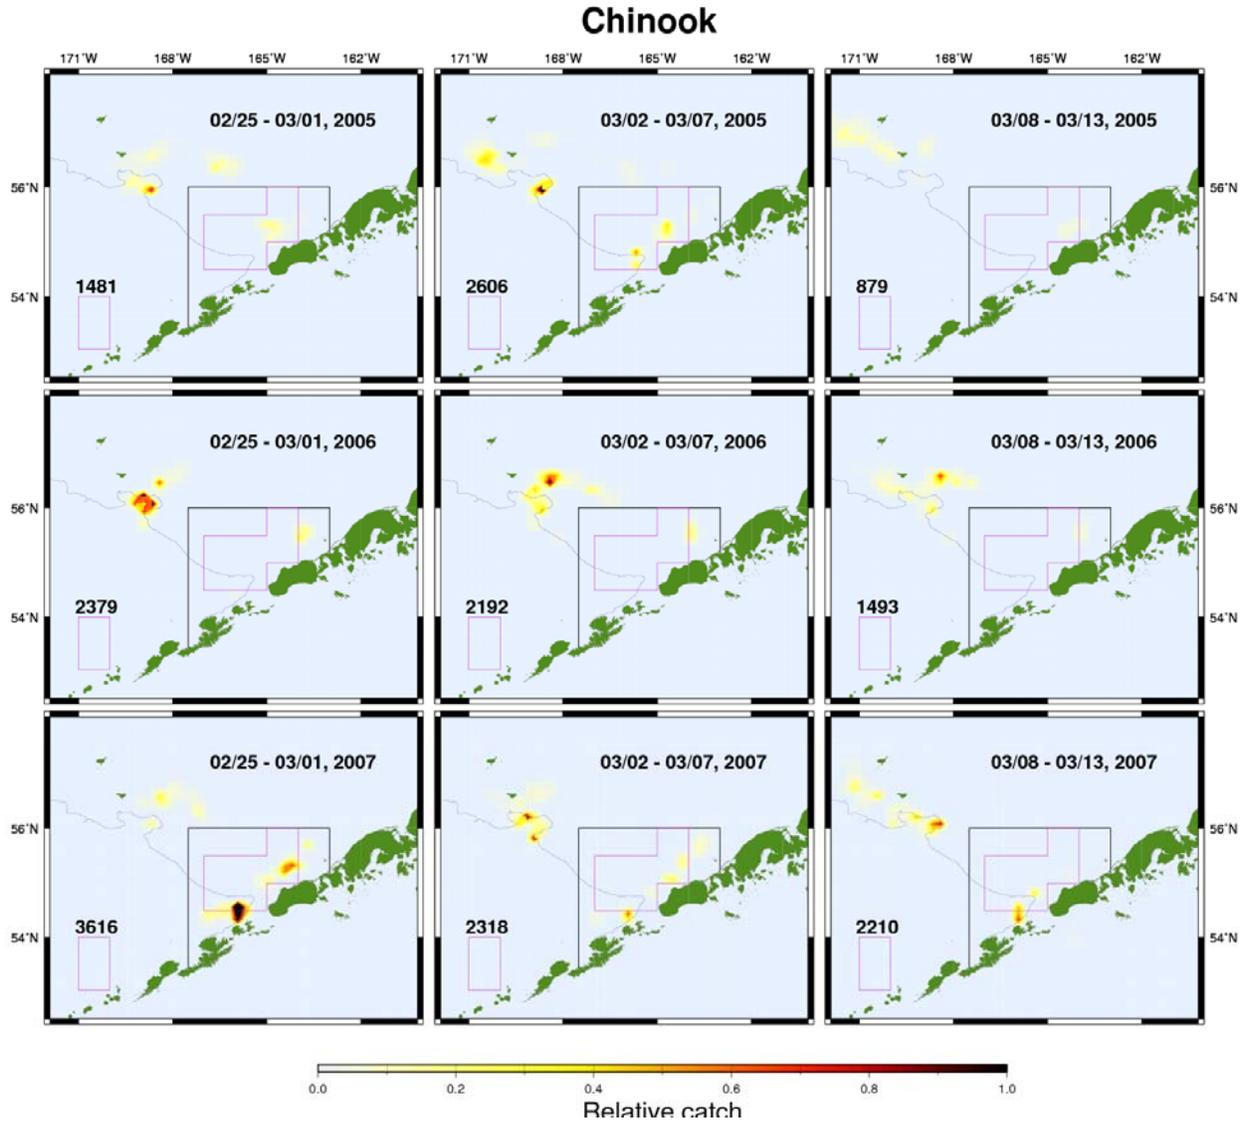 Chinook
171°W 168°W 165°W 162°W 171°W 168°W 165°W 162°W 171°W 168°W 165°W 162°W
02/25 - 03/01, 2005 03/02 - 03/07, 2005 03/08 - 03/13, 2005
56°N 56°N
1481 2606 879
54°N 54°N
02/25 - 03/01, 2006 03/02 - 03/07, 2006 03/08 - 03/13, 2006
56°N 56°N
2379 2192 1493
54°N 54°N
02/25 - 03/01, 2007 03/02 - 03/07, 2007 03/08 - 03/13, 2007
56°N 56°N
3616 2318 2210
54°N 54°N
0.0 0.2 0.4 0.6 0.8 1.0
Relative catch